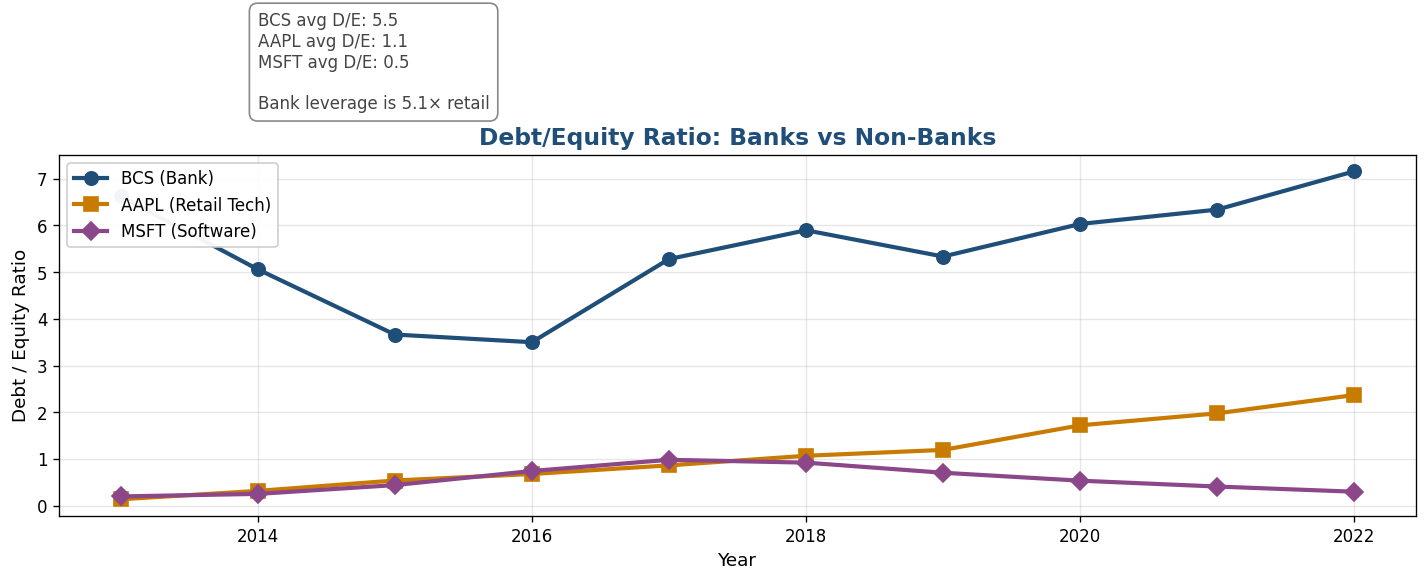 BCS avg D/E: 5.5
AAPL avg D/E: 1.1
MSFT avg D/E: 0.5
Bank leverage is 5.1× retail
Debt/Equity Ratio: Banks vs Non-Banks
BCS (Bank)
AAPL (Retail Tech)
MSFT (Software)
Debt / Equity Ratio
7
6
5
4
3
2
1
0
2014 2016 2018 2020 2022
Year